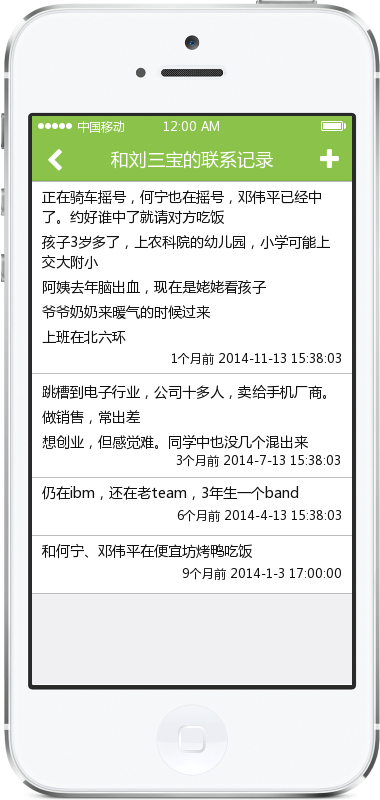 中国移动 12:00 AM
和刘三宝的联系记录
正在骑车摇号，何宁也在摇号，邓伟平已经中
了。约好谁中了就请对方吃饭
孩子3岁多了，上农科院的幼儿园，小学可能上
交大附小
阿姨去年脑出血，现在是姥姥看孩子
爷爷奶奶来暖气的时候过来
上班在北六环
1个月前 2014-11-13 15:38:03
跳槽到电子行业，公司十多人，卖给手机厂商。
做销售，常出差
想创业，但感觉难。同学中也没几个混出来
3个月前 2014-7-13 15:38:03
仍在ibm，还在老team，3年生一个band
6个月前 2014-4-13 15:38:03
和何宁、邓伟平在便宜坊烤鸭吃饭
9个月前 2014-1-3 17:00:00